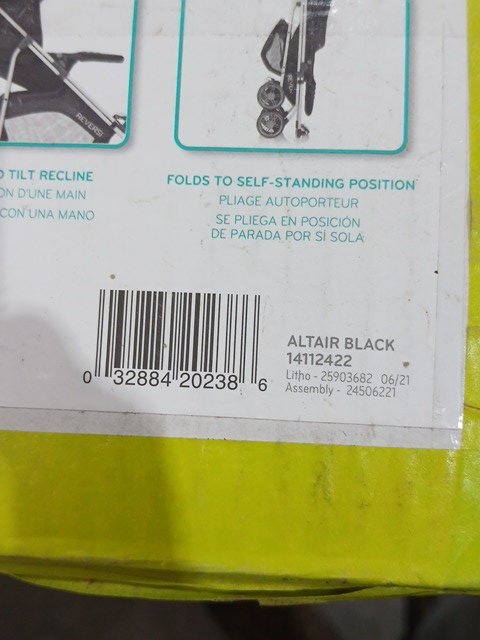 REVERSI
TILT RECLINE
D'UNE MAIN
CON UNA MANO
FOLDS TO SELF-STANDING POSITION
PLIAGE AUTOPORTEUR
SE PLIEGA EN POSICIÓN
DE PARADA POR SÍ SOLA
0 32884 20238 6
ALTAIR BLACK
14112422
Litho - 25903682 06/21
Assembly - 24506221